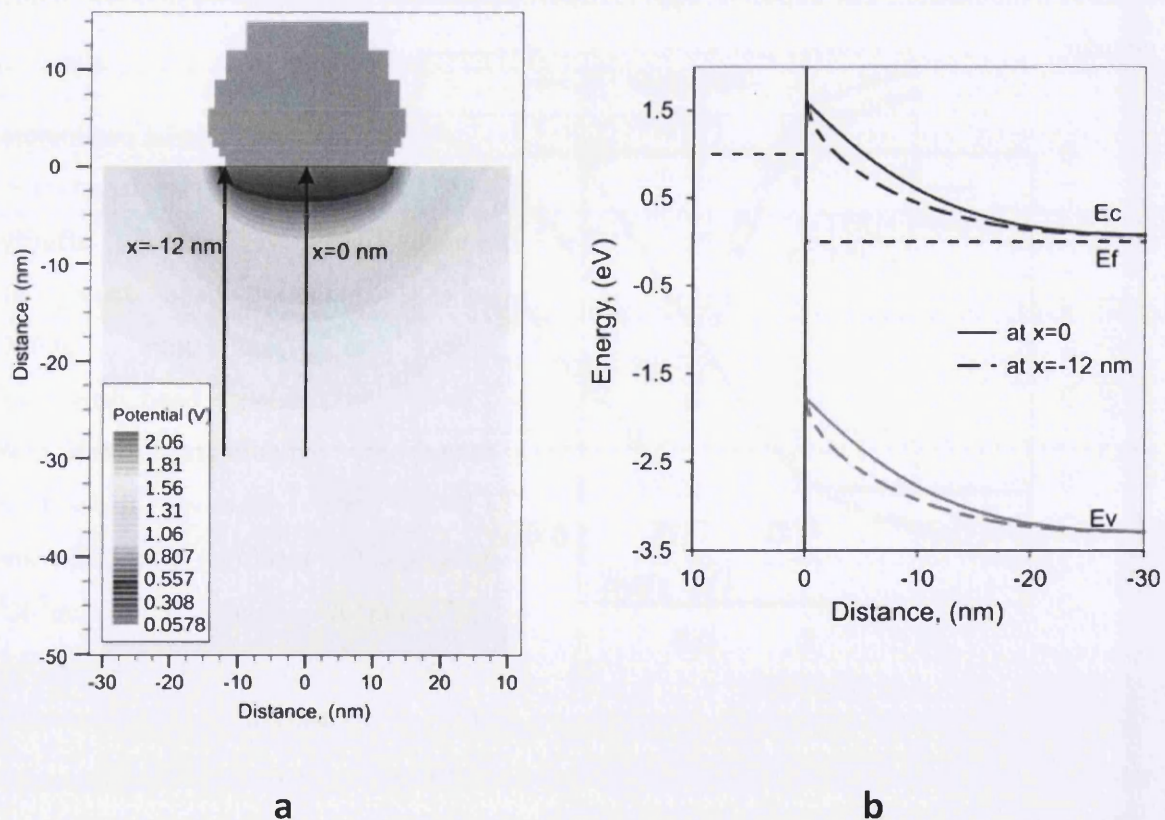 10
0
-10
-20
-30
-40
-50
Distance, (nm)
x=-12 nm
x=0 nm
Potential (V)
2.06
1.81
1.56
1.31
1.06
0.807
0.557
0.308
0.0578
-30 -20 -10 0 10 20 10
Distance, (nm)
a
1.5
0.5
-0.5
-1.5
-2.5
-3.5
Energy, (eV)
Ec
Ef
at x=0
at x=-12 nm
Ev
10 0 -10 -20 -30
Distance, (nm)
b